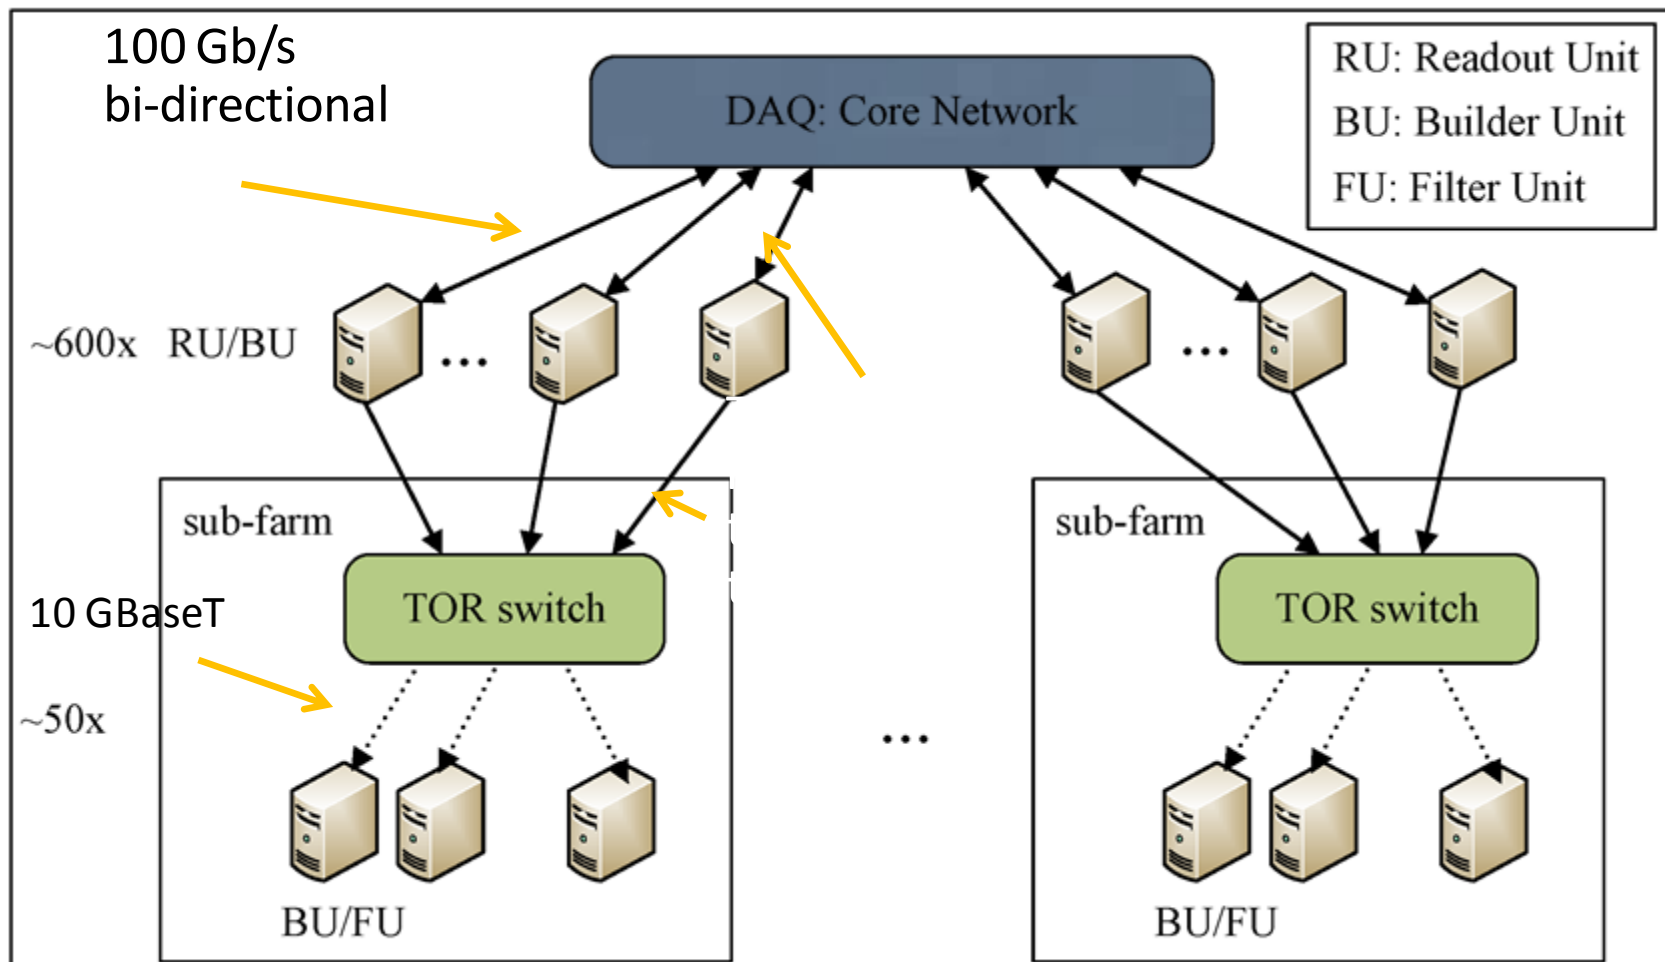 100 Gb/s
bi-directional
DAQ: Core Network
RU: Readout Unit
BU: Builder Unit
FU: Filter Unit
~600x RU/BU
...
...
sub-farm
sub-farm
TOR switch
TOR switch
10 GBaseT
~50x
...
BU/FU
BU/FU